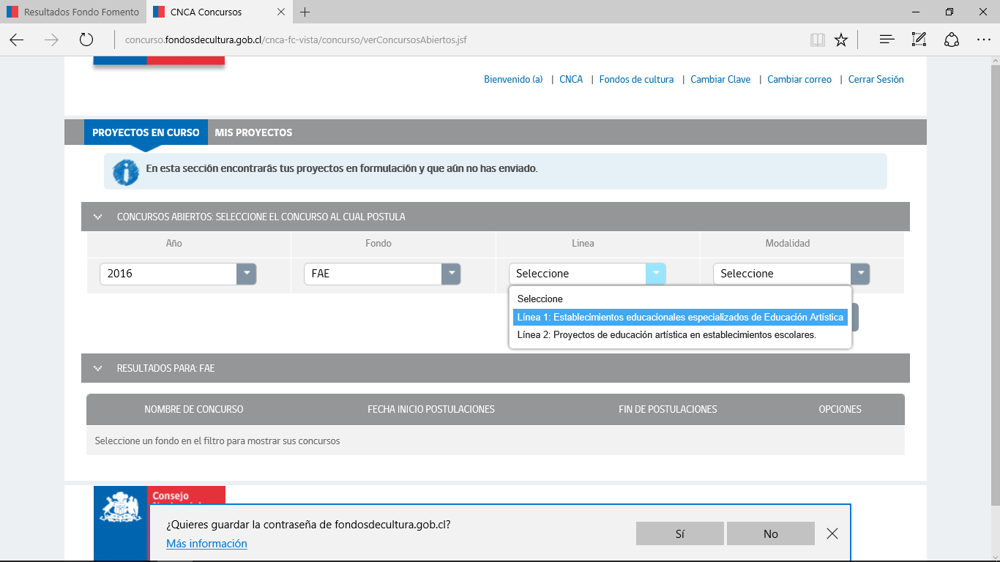 Resultados Fondo Fomento
CNCA Concursos
concurso.fondosdecultura.gob.cl/cnca-fc-vista/concurso/verConcursosAbiertos.jsf
Bienvenido (a) | CNCA | Fondos de cultura | Cambiar Clave | Cambiar correo | Cerrar Sesión
PROYECTOS EN CURSO MIS PROYECTOS
En esta sección encontrarás tus proyectos en formulación y que aún no has enviado.
CONCURSOS ABIERTOS: SELECCIONE EL CONCURSO AL CUAL POSTULA
Año Fondo Linea Modalidad
2016 FAE Seleccione Seleccione
Seleccione
Línea 1: Establecimientos educacionales especializados de Educación Artística
Línea 2: Proyectos de educación artística en establecimientos escolares.
RESULTADOS PARA: FAE
NOMBRE DE CONCURSO FECHA INICIO POSTULACIONES FIN DE POSTULACIONES OPCIONES
Seleccione un fondo en el filtro para mostrar sus concursos
Consejo
¿Quieres guardar la contraseña de fondosdecultura.gob.cl?
Sí No
Más información